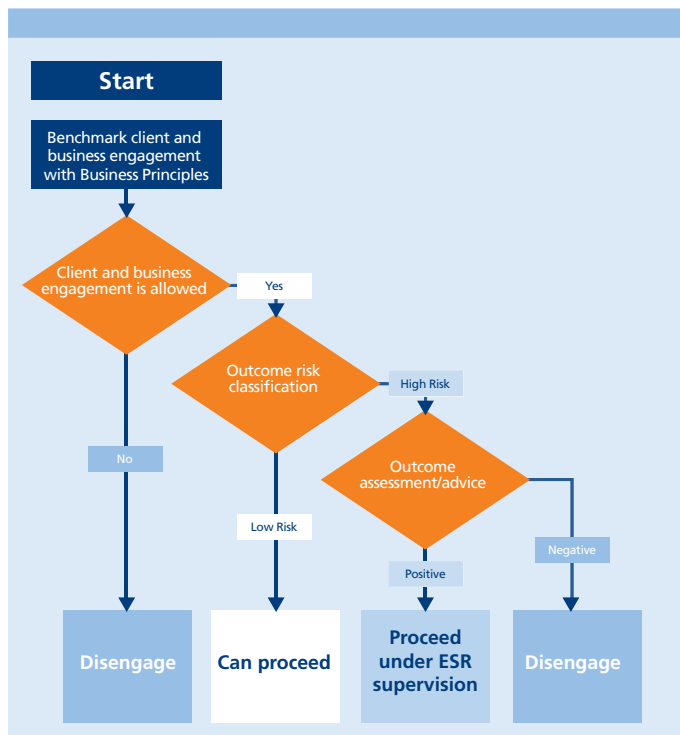 Start
Benchmark client and
business engagement
with Business Principles
Client and business
engagement is allowed
Yes
Outcome risk
classification
High Risk
No
Outcome
assessment/advice
Low Risk
Negative
Positive
Disengage
Can proceed
Proceed
under ESR
supervision
Disengage